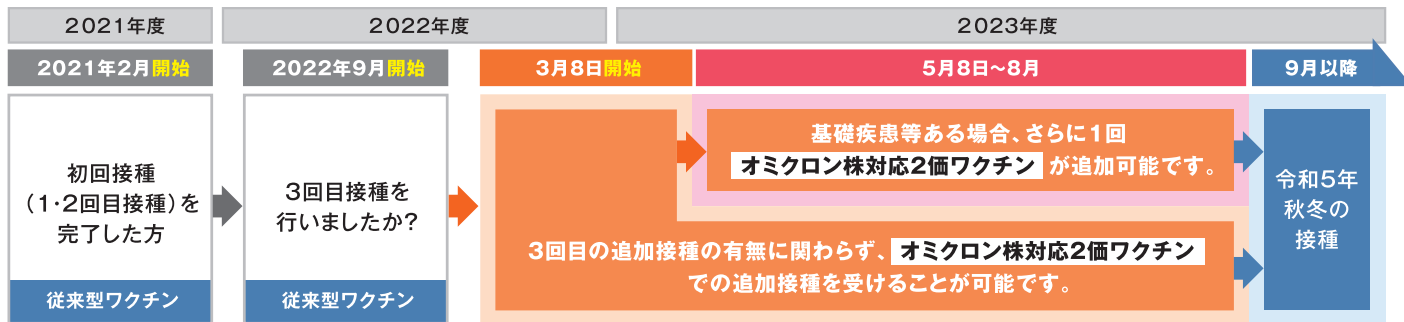 2021年度
2022年度
2023年度
2021年2月開始
2022年9月開始
3月8日開始
5月8日〜8月
9月以降
初回接種
（1・2回目接種）を
完了した方
従来型ワクチン
3回目接種を
行いましたか？
従来型ワクチン
基礎疾患等ある場合、さらに1回
オミクロン株対応2価ワクチン が追加可能です。
3回目の追加接種の有無に関わらず、オミクロン株対応2価ワクチン
での追加接種を受けることが可能です。
令和5年
秋冬の
接種